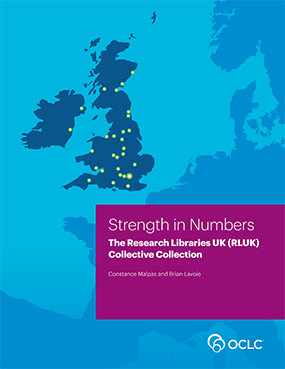 Strength in Numbers
The Research Libraries UK (RLUK)
Collective Collection
Constance Malpas and Brian Lavoie
OCLC